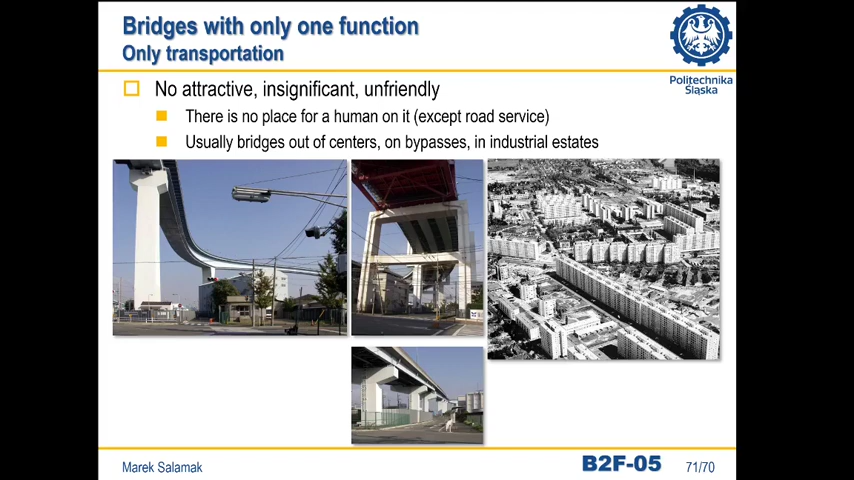 Bridges with only one function
Only transportation
Politechnika
Śląska
No attractive, insignificant, unfriendly
There is no place for a human on it (except road service)
Usually bridges out of centers, on bypasses, in industrial estates
Marek Salamak
B2F-05
71/70